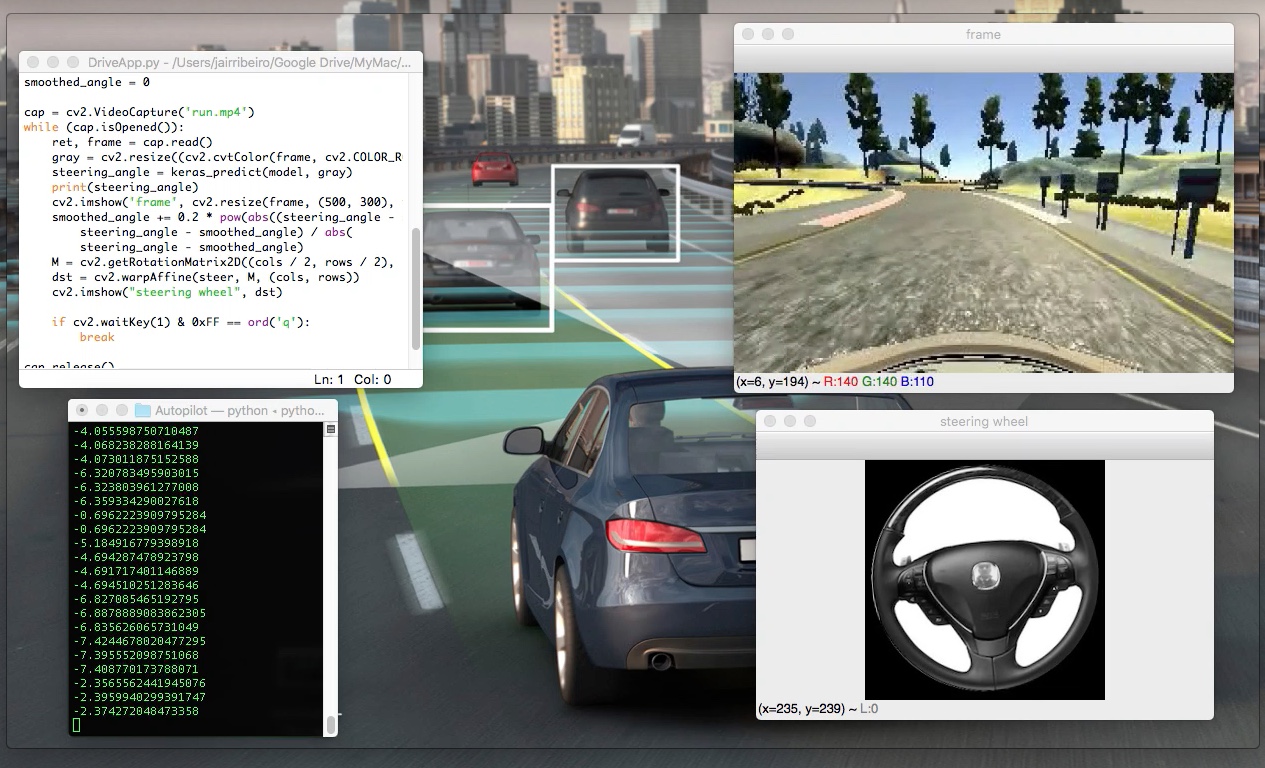 DriveApp.py - /Users/jairribeiro/Google Drive/MyMac/...
smoothed_angle = 0
cap = cv2.VideoCapture('run.mp4')
while (cap.isOpened()):
    ret, frame = cap.read()
    gray = cv2.resize((cv2.cvtColor(frame, cv2.COLOR_R
    steering_angle = keras_predict(model, gray)
    print(steering_angle)
    cv2.imshow('frame', cv2.resize(frame, (500, 300),
    smoothed_angle += 0.2 * pow(abs((steering_angle -
        steering_angle - smoothed_angle) / abs(
        steering_angle - smoothed_angle)
    M = cv2.getRotationMatrix2D((cols / 2, rows / 2),
    dst = cv2.warpAffine(steer, M, (cols, rows))
    cv2.imshow("steering wheel", dst)
    if cv2.waitKey(1) & 0xFF == ord('q'):
        break
cap.release()
Ln: 1 Col: 0
frame
(x=6, y=194) ~ R:140 G:140 B:110
Autopilot — python ◂ pytho...
-4.055598750710487
-4.068238288164139
-4.073011875152588
-6.320783495903015
-6.323803961277008
-6.359334290027618
-0.6962223909795284
-0.6962223909795284
-5.184916779398918
-4.694287478923798
-4.691717401146889
-4.694510251283646
-6.827085465192795
-6.8878889083862305
-6.835626065731049
-7.4244678020477295
-7.395552098751068
-7.408770173788071
-2.3565562441945076
-2.3959940299391747
-2.374272048473358
steering wheel
(x=235, y=239) ~ L:0